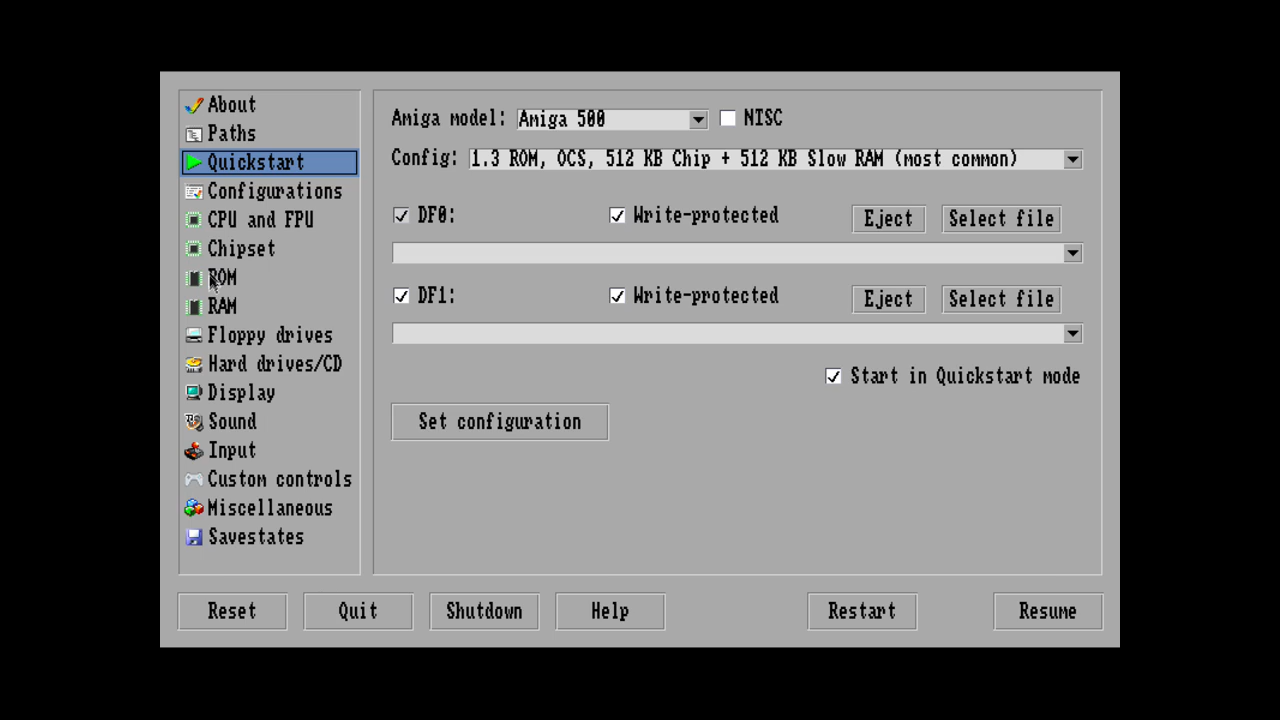 About
Paths
Quickstart
Configurations
CPU and FPU
Chipset
ROM
RAM
Floppy drives
Hard drives/CD
Display
Sound
Input
Custom controls
Miscellaneous
Savestates
Amiga model: Amiga 500 NTSC
Config: 1.3 ROM, OCS, 512 KB Chip + 512 KB Slow RAM (most common)
DF0: Write-protected Eject Select file
DF1: Write-protected Eject Select file
Start in Quickstart mode
Set configuration
Reset Quit Shutdown Help Restart Resume